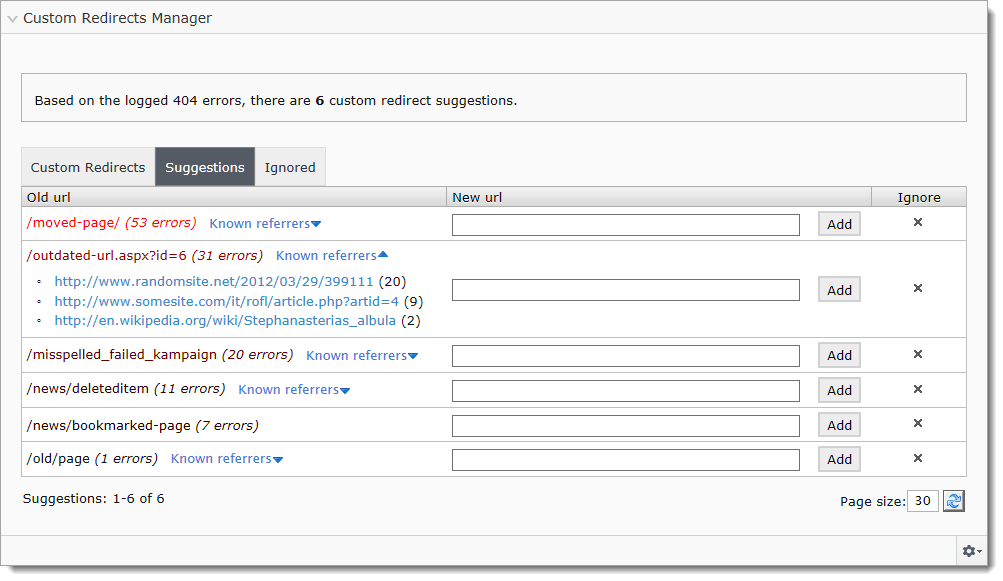 Custom Redirects Manager
Based on the logged 404 errors, there are 6 custom redirect suggestions.
Custom Redirects Suggestions Ignored
Old url New url Ignore
/moved-page/ (53 errors) Known referrers Add
/outdated-url.aspx?id=6 (31 errors) Known referrers
http://www.randomsite.net/2012/03/29/399111 (20)
Add
http://www.somesite.com/it/rofl/article.php?artid=4 (9)
http://en.wikipedia.org/wiki/Stephanasterias_albula (2)
/misspelled_failed_kampaign (20 errors) Known referrers Add
/news/deleteditem (11 errors) Known referrers Add
/news/bookmarked-page (7 errors) Add
/old/page (1 errors) Known referrers Add
Suggestions: 1-6 of 6
Page size: 30